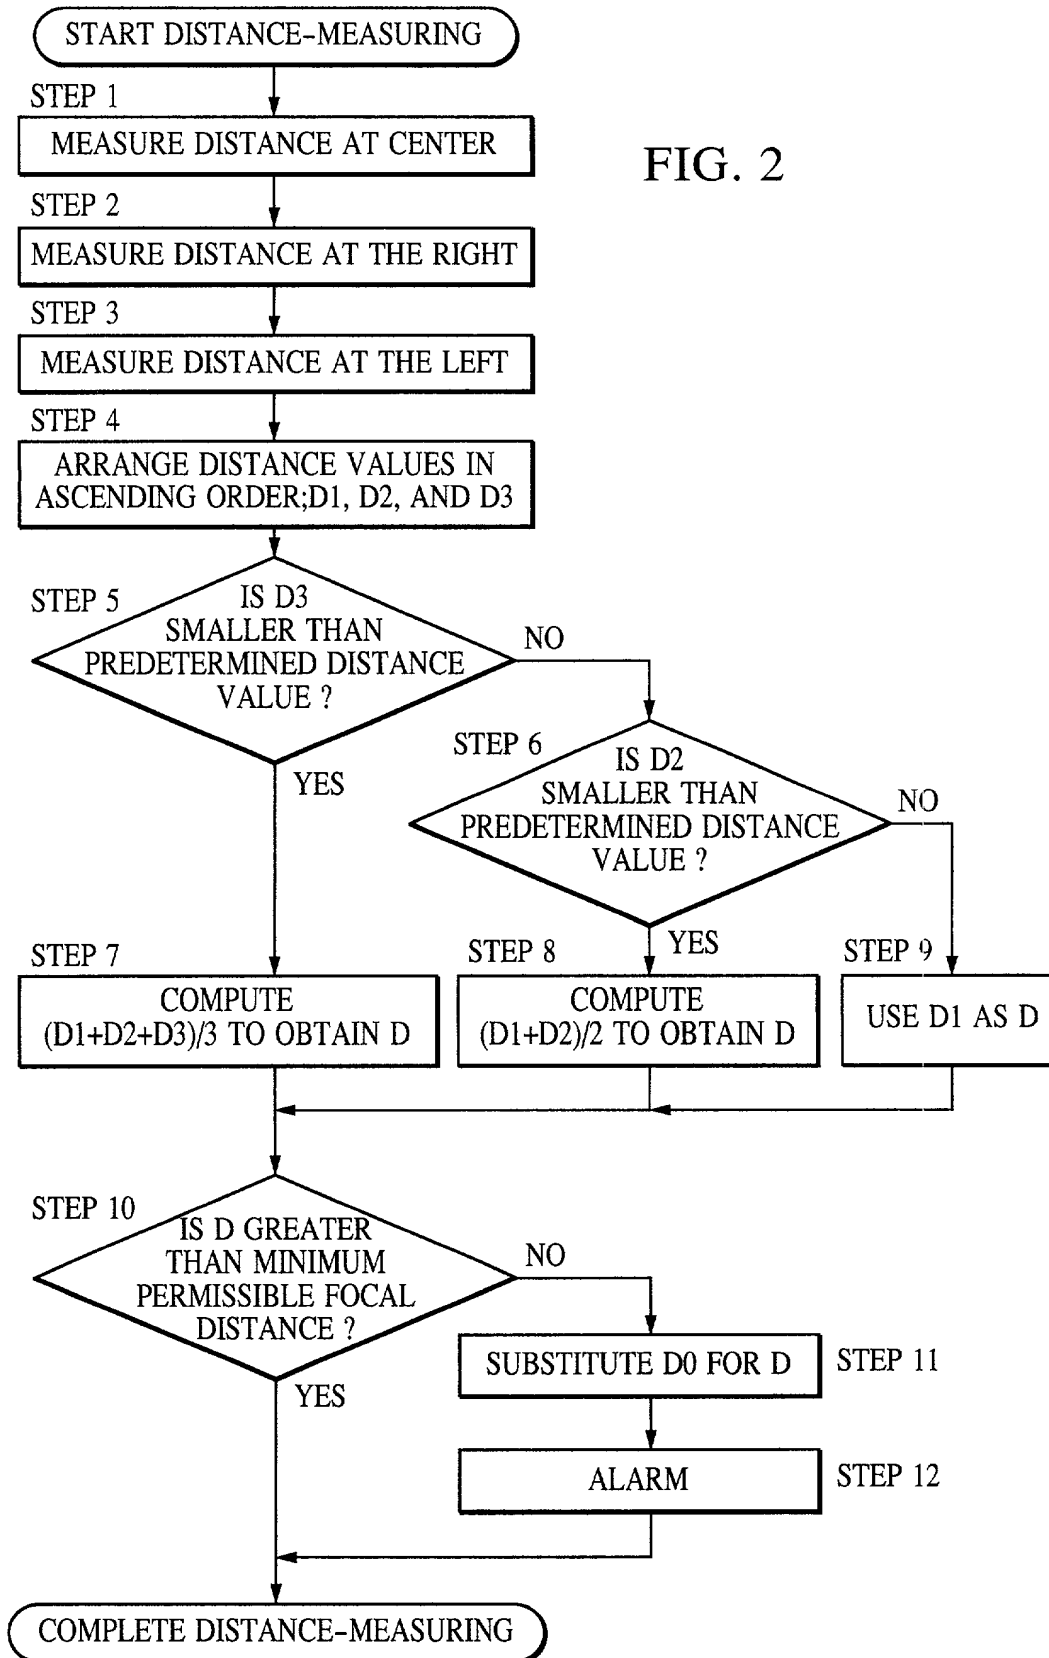 START DISTANCE-MEASURING
STEP 1
MEASURE DISTANCE AT CENTER
FIG. 2
STEP 2
MEASURE DISTANCE AT THE RIGHT
STEP 3
MEASURE DISTANCE AT THE LEFT
STEP 4
ARRANGE DISTANCE VALUES IN
ASCENDING ORDER;D1, D2, AND D3
STEP 5
IS D3
SMALLER THAN
PREDETERMINED DISTANCE
VALUE ?
NO
YES
STEP 6
IS D2
SMALLER THAN
PREDETERMINED DISTANCE
VALUE ?
NO
YES
STEP 7
COMPUTE
(D1+D2+D3)/3 TO OBTAIN D
STEP 8
COMPUTE
(D1+D2)/2 TO OBTAIN D
STEP 9
USE D1 AS D
STEP 10
IS D GREATER
THAN MINIMUM
PERMISSIBLE FOCAL
DISTANCE ?
NO
YES
SUBSTITUTE D0 FOR D
STEP 11
ALARM
STEP 12
COMPLETE DISTANCE-MEASURING